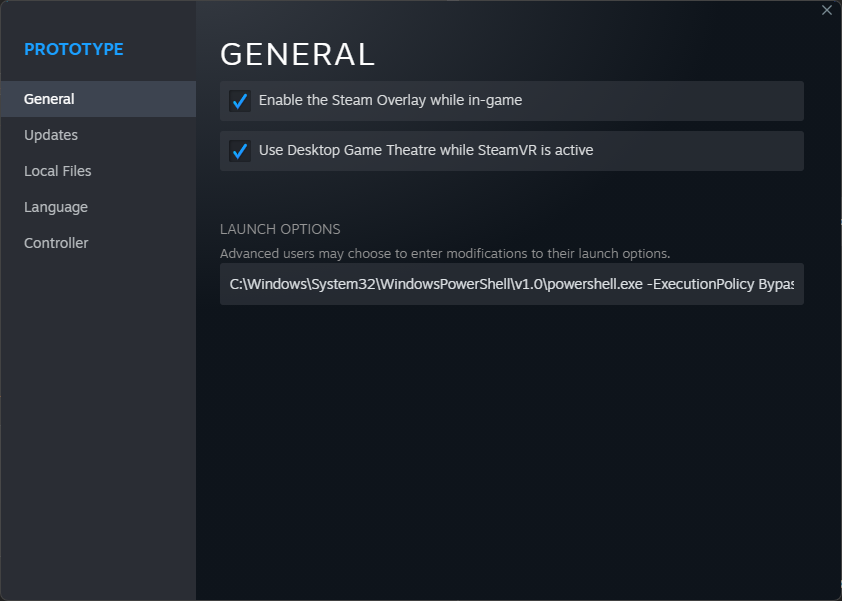 PROTOTYPE
General
Updates
Local Files
Language
Controller
GENERAL
Enable the Steam Overlay while in-game
Use Desktop Game Theatre while SteamVR is active
LAUNCH OPTIONS
Advanced users may choose to enter modifications to their launch options.
C:\Windows\System32\WindowsPowerShell\v1.0\powershell.exe -ExecutionPolicy Bypas